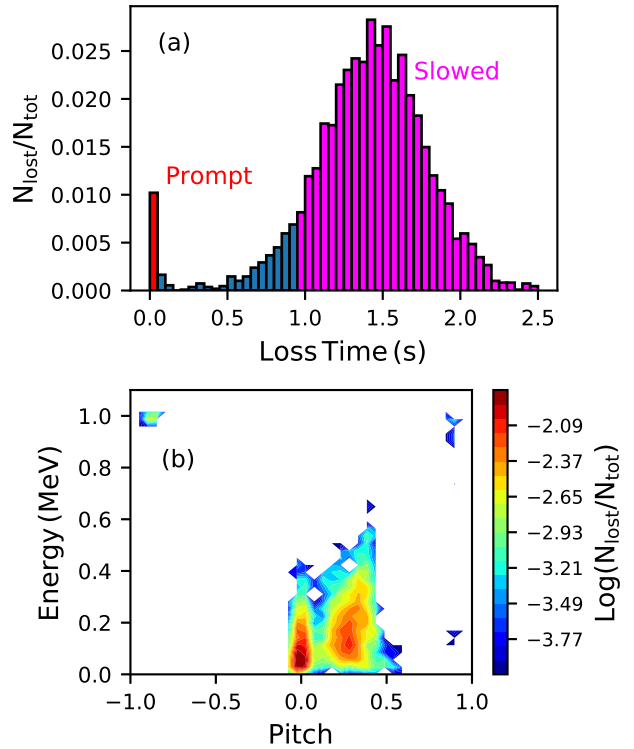 (a)
Slowed
Prompt
N_lost/N_tot
0.025
0.020
0.015
0.010
0.005
0.000
0.0 0.5 1.0 1.5 2.0 2.5
Loss Time (s)
(b)
Energy (MeV)
1.0
0.8
0.6
0.4
0.2
0.0
−1.0 −0.5 0.0 0.5 1.0
Pitch
−2.09
−2.37
−2.65
−2.93
−3.21
−3.49
−3.77
Log(N_lost/N_tot)